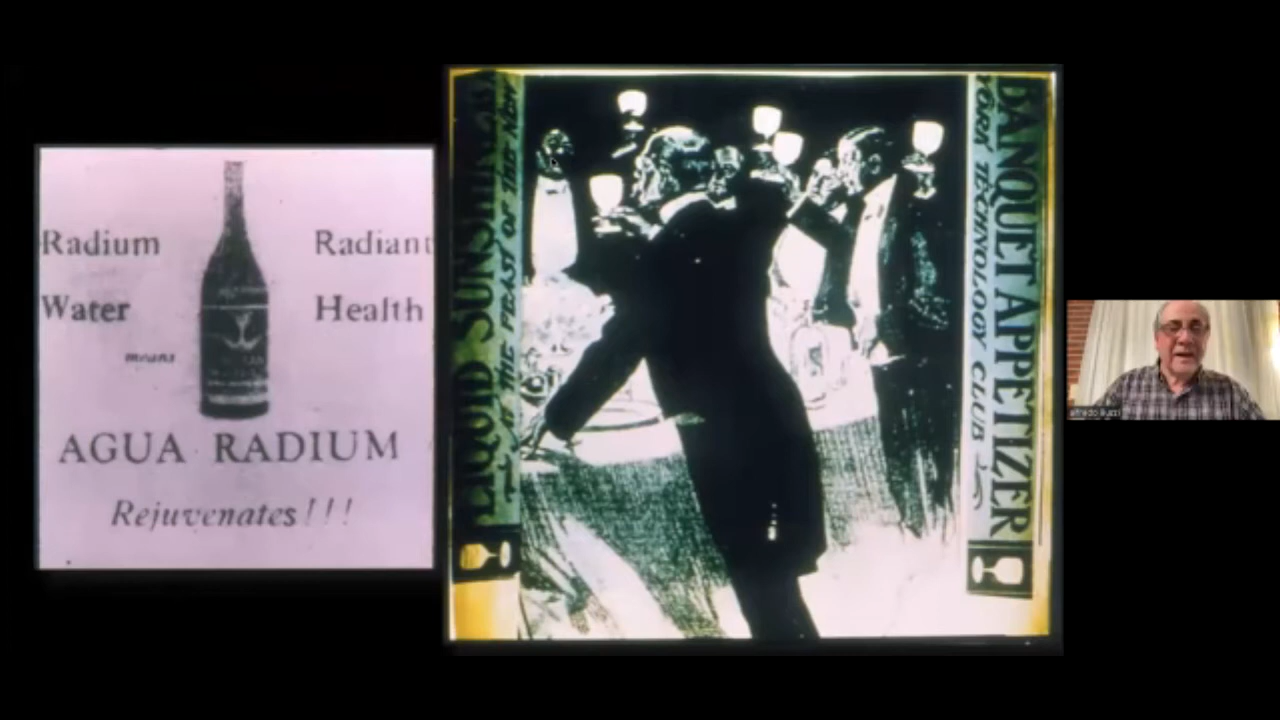 Radium
Radiant
Water
Health
means
AGUA RADIUM
Rejuvenates!!!
LIQUID SUNSHINE
AT THE FEAST OF THE NEW
BANQUET APPETIZER
YORK TECHNOLOGY CLUB